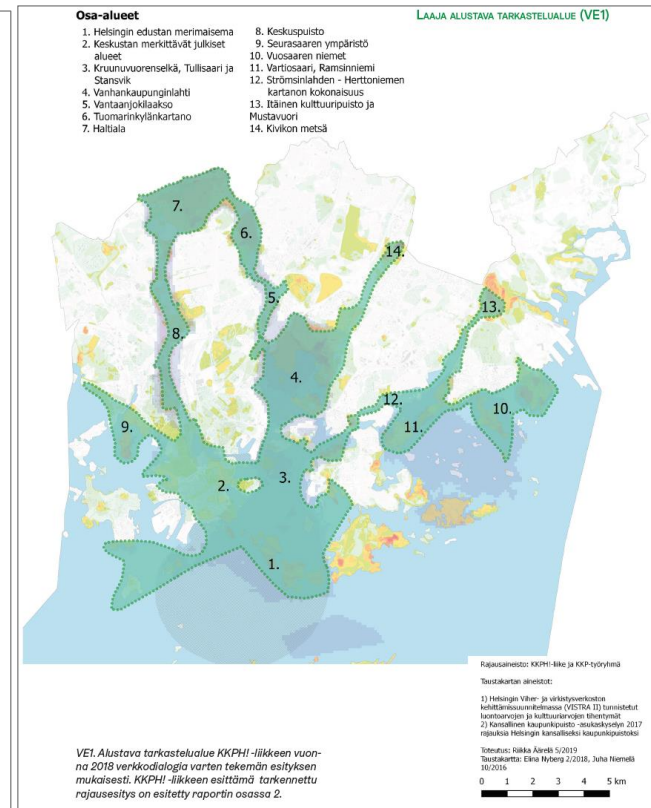 LAAJA ALUSTAVA TARKASTELUALUE (VE1)
Osa-alueet
1. Helsingin edustan merimaisema
2. Keskustan merkittävät julkiset
alueet
3. Kruunuvuorenselkä, Tullisaari ja
Stansvik
4. Vanhankaupunginlahti
5. Vantaanjokilaakso
6. Tuomarinkylänkartano
7. Haltiala
8. Keskuspuisto
9. Seurasaaren ympäristö
10. Vuosaaren niemet
11. Vartiosaari, Ramsinniemi
12. Strömsinlahden - Herttoniemen
kartanon kokonaisuus
13. Itäinen kulttuuripuisto ja
Mustavuori
14. Kivikon metsä
7.
6.
14.
5.
13.
8.
4.
12.
10.
9.
11.
2.
3.
1.
Rajausaineisto: KKPH!-liike ja KKP-työryhmä
Taustakartan aineistot:
1) Helsingin Viher- ja virkistysverkoston
kehittämissuunnitelmassa (VISTRA II) tunnistetut
luontoarvojen ja kulttuuriarvojen tihentymät
2) Kansallinen kaupunkipuisto -asukaskyselyn 2017
rajauksia Helsingin kansalliseksi kaupunkipuistoksi
Toteutus: Riikka Äärelä 5/2019
Taustakartta: Elina Nyberg 2/2018, Juha Niemelä
10/2016
0 1 2 3 4 5 km
VE1. Alustava tarkastelualue KKPH! -liikkeen vuon-
na 2018 verkkodialogia varten tekemän esityksen
mukaisesti. KKPH! -liikkeen esittämä tarkennettu
rajausesitys on esitetty raportin osassa 2.